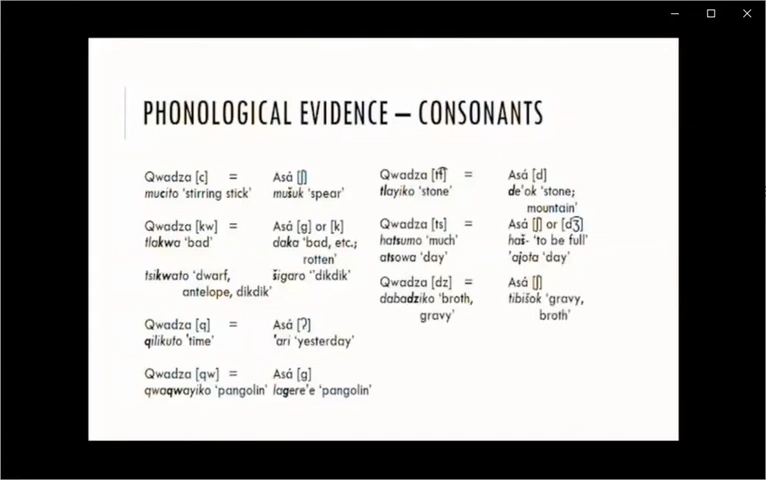 PHONOLOGICAL EVIDENCE – CONSONANTS
Qwadza [c] = Asá [ʃ]
mucito 'stirring stick' mušuk 'spear'
Qwadza [kw] = Asá [g] or [k]
tlakwa 'bad' daka 'bad, etc.;
rotten'
tsikwato 'dwarf, šigaro ''dikdik'
antelope, dikdik'
Qwadza [q] = Asá [ʔ]
qilikuto 'time' 'ari 'yesterday'
Qwadza [qw] = Asá [g]
qwaqwayiko 'pangolin' lagere'e 'pangolin'
Qwadza [tɬ͡] = Asá [d]
tlayiko 'stone' de'ok 'stone;
mountain'
Qwadza [ts] = Asá [ʃ] or [dʒ͡]
hatsumo 'much' haš- 'to be full'
atsowa 'day' 'ajota 'day'
Qwadza [dz] = Asá [ʃ]
dabadziko 'broth, tibišok 'gravy,
gravy' broth'